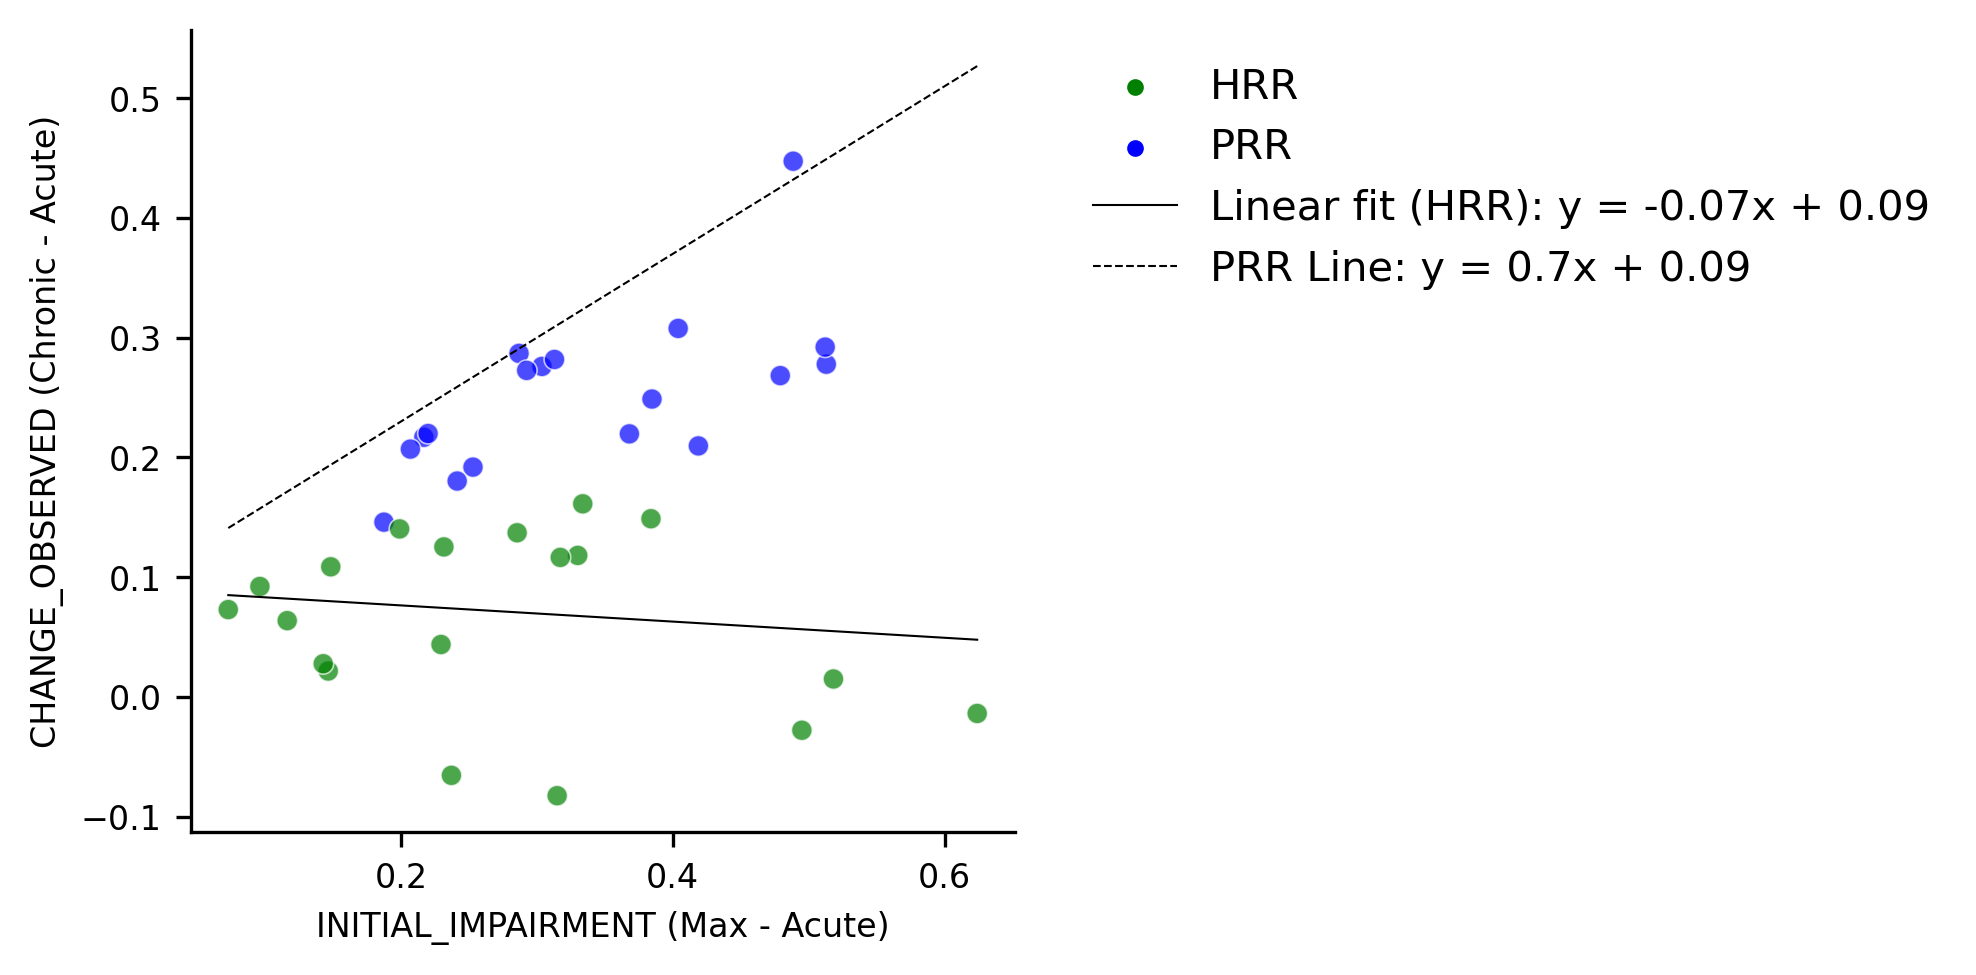 CHANGE_OBSERVED (Chronic - Acute)
0.5
0.4
0.3
0.2
0.1
0.0
−0.1
0.2
0.4
0.6
INITIAL_IMPAIRMENT (Max - Acute)
HRR
PRR
Linear fit (HRR): y = -0.07x + 0.09
PRR Line: y = 0.7x + 0.09